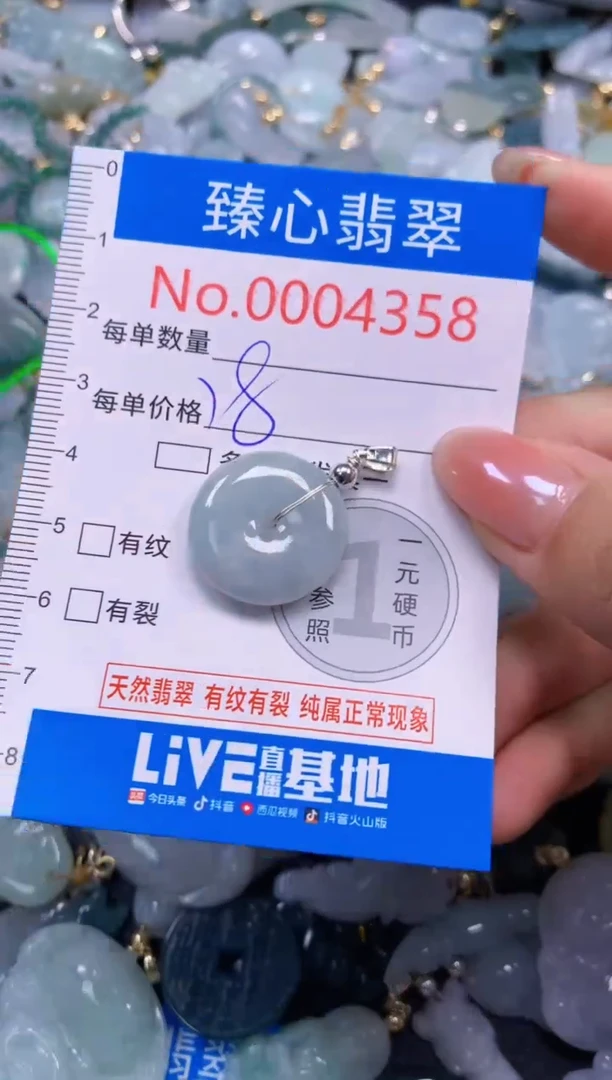 0
臻心翡翠
1
No.0004358
2
每单数量
3
每单价格 18
4
5
有纹
一元硬币
1
参照
6
有裂
7
天然翡翠 有纹有裂 纯属正常现象
8
LiVE直播基地
今日头条 抖音 西瓜视频 抖音火山版